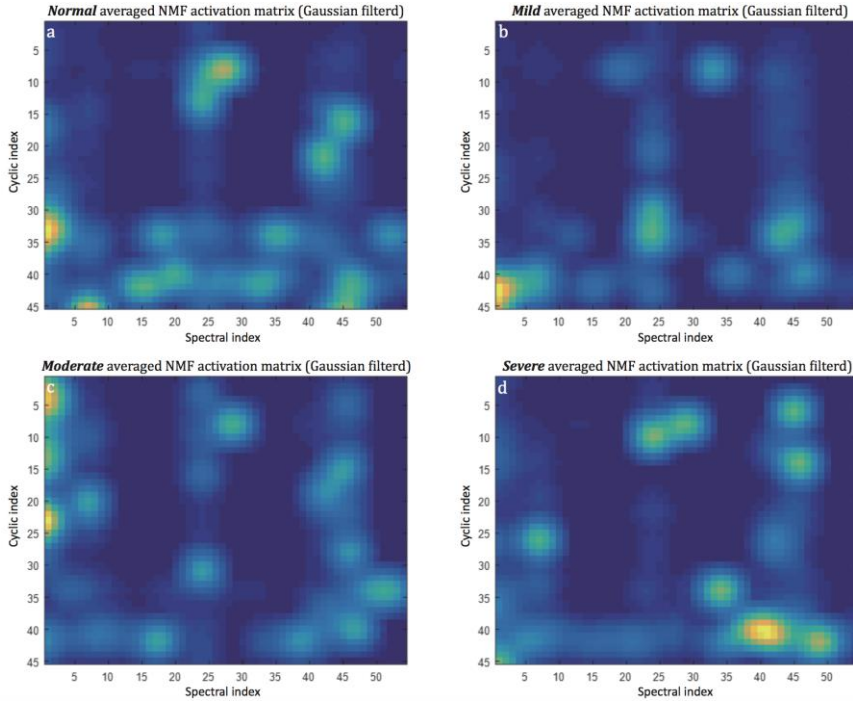 Normal averaged NMF activation matrix (Gaussian filterd)
a
5
10
15
20
25
30
35
40
45
Cyclic index
5 10 15 20 25 30 35 40 45 50
Spectral index
Mild averaged NMF activation matrix (Gaussian filterd)
b
5
10
15
20
25
30
35
40
45
Cyclic index
5 10 15 20 25 30 35 40 45 50
Spectral index
Moderate averaged NMF activation matrix (Gaussian filterd)
c
5
10
15
20
25
30
35
40
45
Cyclic index
5 10 15 20 25 30 35 40 45 50
Spectral index
Severe averaged NMF activation matrix (Gaussian filterd)
d
5
10
15
20
25
30
35
40
45
Cyclic index
5 10 15 20 25 30 35 40 45 50
Spectral index